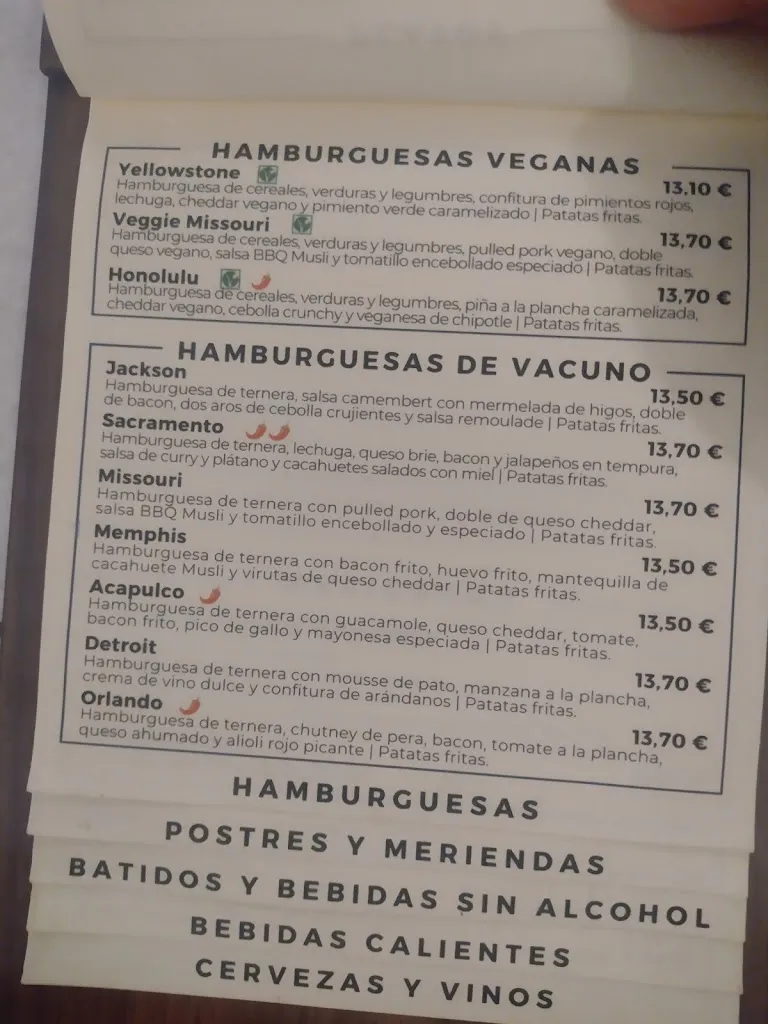 HAMBURGUESAS VEGANAS
Yellowstone 13,10 €
Hamburguesa de cereales, verduras y legumbres, confitura de pimientos rojos,
lechuga, cheddar vegano y pimiento verde caramelizado | Patatas fritas.
Veggie Missouri 13,70 €
Hamburguesa de cereales, verduras y legumbres, pulled pork vegano, doble
queso vegano, salsa BBQ Musli y tomatillo encebollado especiado | Patatas fritas.
Honolulu 13,70 €
Hamburguesa de cereales, verduras y legumbres, piña a la plancha caramelizada,
cheddar vegano, cebolla crunchy y veganesa de chipotle | Patatas fritas.
HAMBURGUESAS DE VACUNO
Jackson 13,50 €
Hamburguesa de ternera, salsa camembert con mermelada de higos, doble
de bacon, dos aros de cebolla crujientes y salsa remoulade | Patatas fritas.
Sacramento 13,70 €
Hamburguesa de ternera, lechuga, queso brie, bacon y jalapeños en tempura,
salsa de curry y plátano y cacahuetes salados con miel | Patatas fritas.
Missouri 13,70 €
Hamburguesa de ternera con pulled pork, doble de queso cheddar,
salsa BBQ Musli y tomatillo encebollado y especiado | Patatas fritas.
Memphis 13,50 €
Hamburguesa de ternera con bacon frito, huevo frito, mantequilla de
cacahuete Musli y virutas de queso cheddar | Patatas fritas.
Acapulco 13,50 €
Hamburguesa de ternera con guacamole, queso cheddar, tomate,
bacon frito, pico de gallo y mayonesa especiada | Patatas fritas.
Detroit 13,70 €
Hamburguesa de ternera con mousse de pato, manzana a la plancha,
crema de vino dulce y confitura de arándanos | Patatas fritas.
Orlando 13,70 €
Hamburguesa de ternera, chutney de pera, bacon, tomate a la plancha,
queso ahumado y alioli rojo picante | Patatas fritas.
HAMBURGUESAS
POSTRES Y MERIENDAS
BATIDOS Y BEBIDAS SIN ALCOHOL
BEBIDAS CALIENTES
CERVEZAS Y VINOS